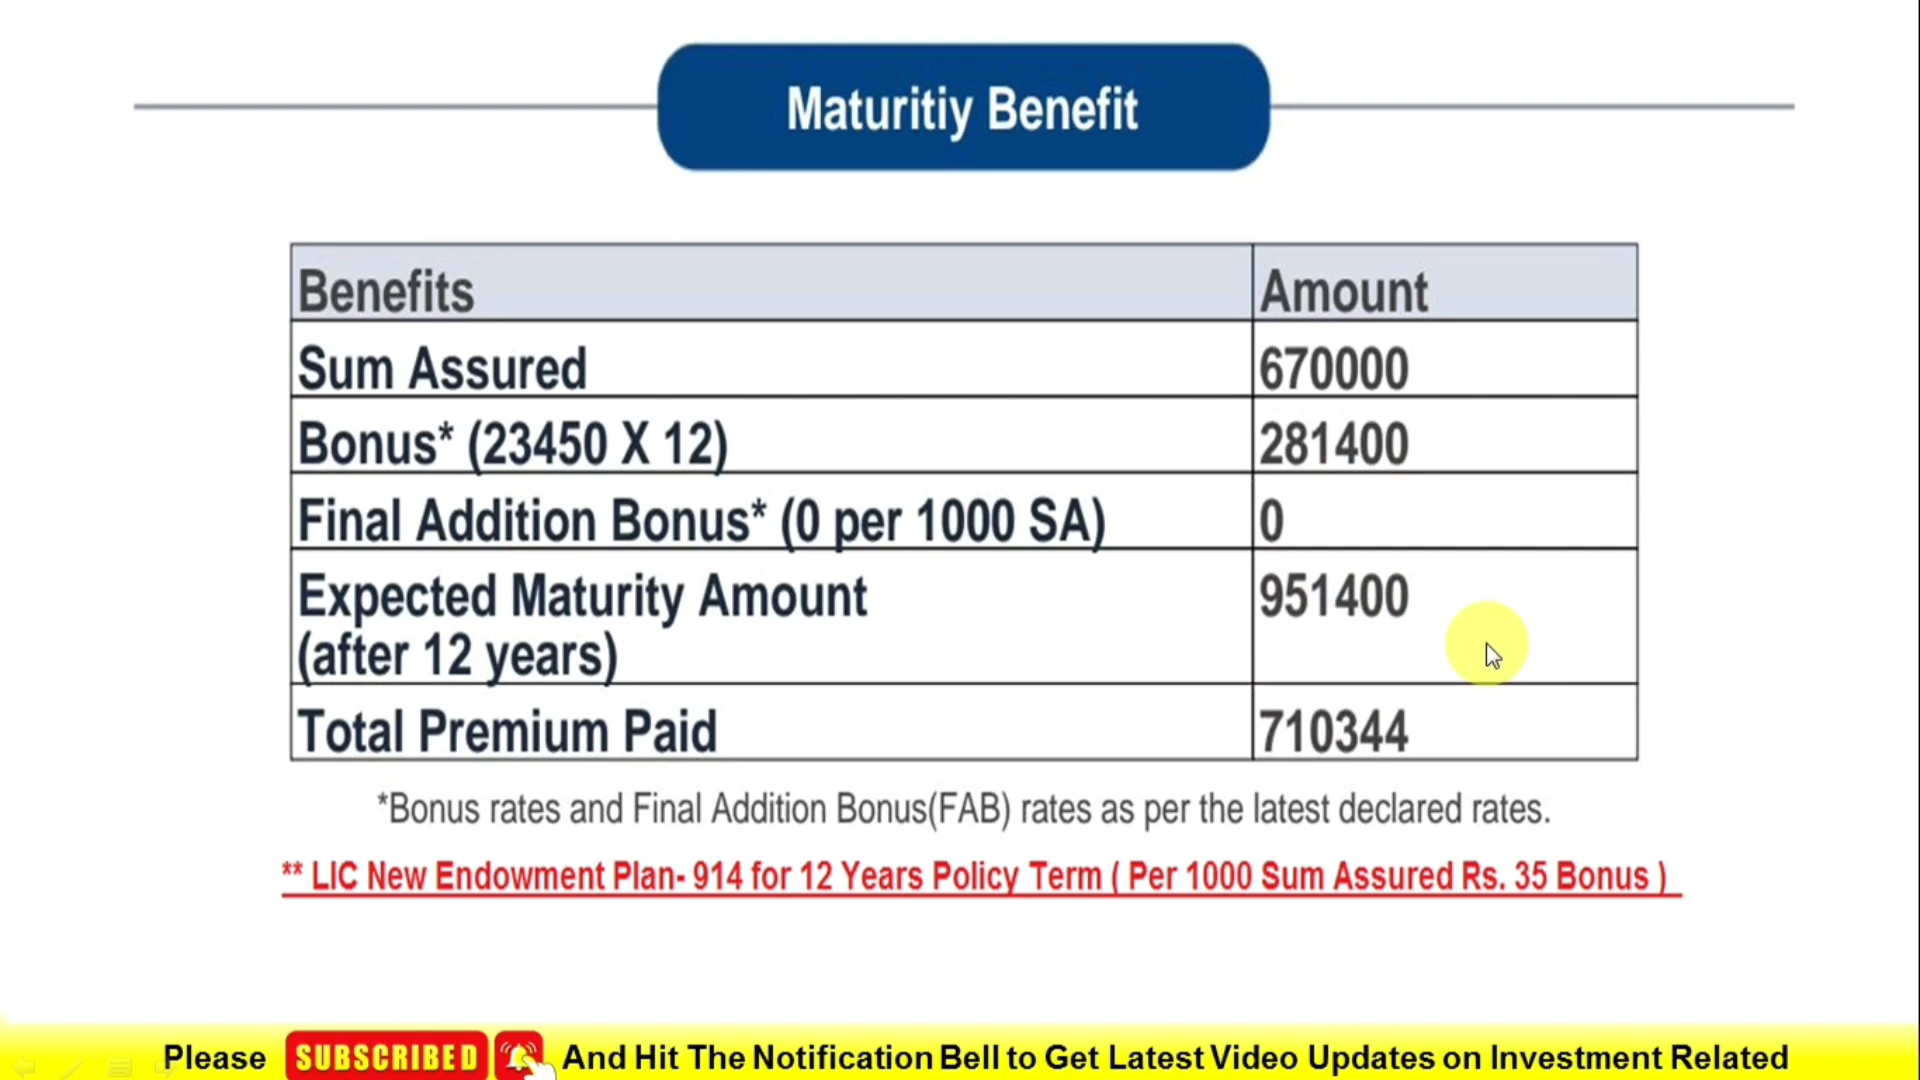 Maturitiy Benefit
Benefits Amount
Sum Assured 670000
Bonus* (23450 X 12) 281400
Final Addition Bonus* (0 per 1000 SA) 0
Expected Maturity Amount 951400
(after 12 years)
Total Premium Paid 710344
*Bonus rates and Final Addition Bonus(FAB) rates as per the latest declared rates.
** LIC New Endowment Plan- 914 for 12 Years Policy Term ( Per 1000 Sum Assured Rs. 35 Bonus )
Please SUBSCRIBED And Hit The Notification Bell to Get Latest Video Updates on Investment Related